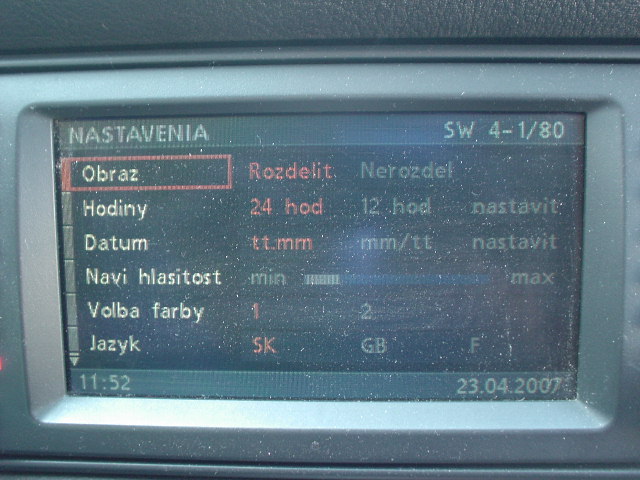 NASTAVENIA SW 4-1/80
Obraz Rozdelit Nerozdel
Hodiny 24 hod 12 hod nastavit
Datum tt.mm mm/tt nastavit
Navi hlasitost min max
Volba farby 1 2
Jazyk SK GB F
11:52 23.04.2007